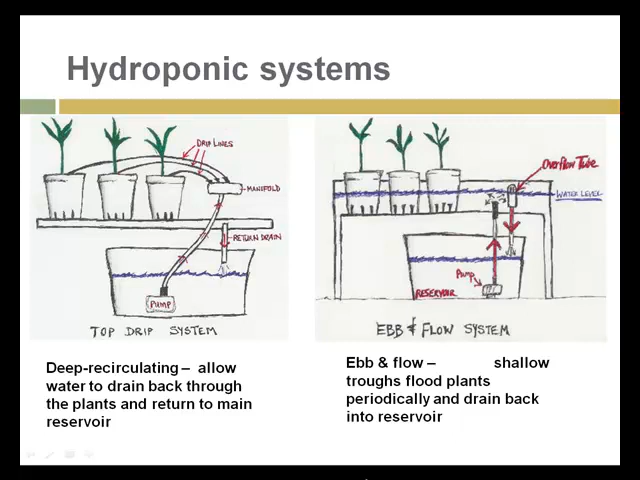 Hydroponic systems
DRIP LINES
MANIFOLD
RETURN DRAIN
PUMP
TOP DRIP SYSTEM
OVERFLOW TUBE
WATER LEVEL
PUMP
RESERVOIR
EBB & FLOW SYSTEM
Deep-recirculating – allow
water to drain back through
the plants and return to main
reservoir
Ebb & flow – shallow
troughs flood plants
periodically and drain back
into reservoir